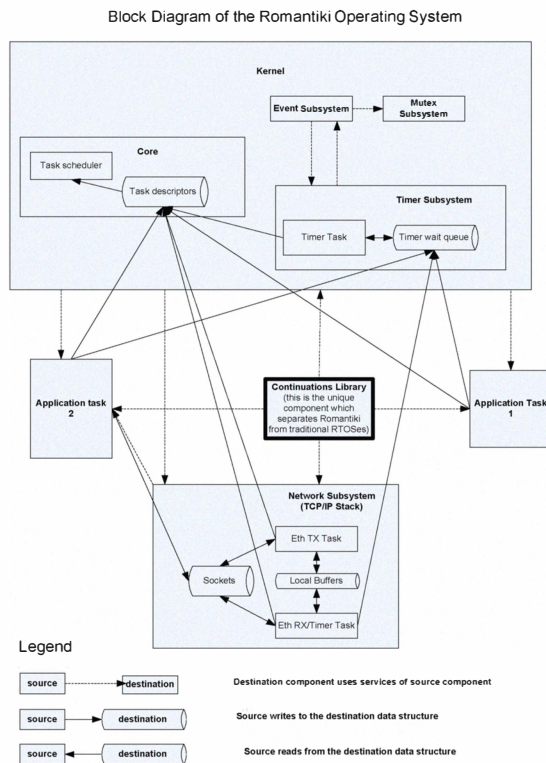 Block Diagram of the Romantiki Operating System
Kernel
Event Subsystem
Mutex
Subsystem
Core
Task scheduler
Task descriptors
Timer Subsystem
Timer Task
Timer wait queue
Application task
2
Continuations Library
(this is the unique
component which
separates Romantiki
from traditional RTOSes)
Application Task
1
Network Subsystem
(TCP/IP Stack)
Eth TX Task
Sockets
Local Buffers
Eth RX/Timer Task
Legend
source
destination
Destination component uses services of source component
source
destination
Source writes to the destination data structure
source
destination
Source reads from the destination data structure